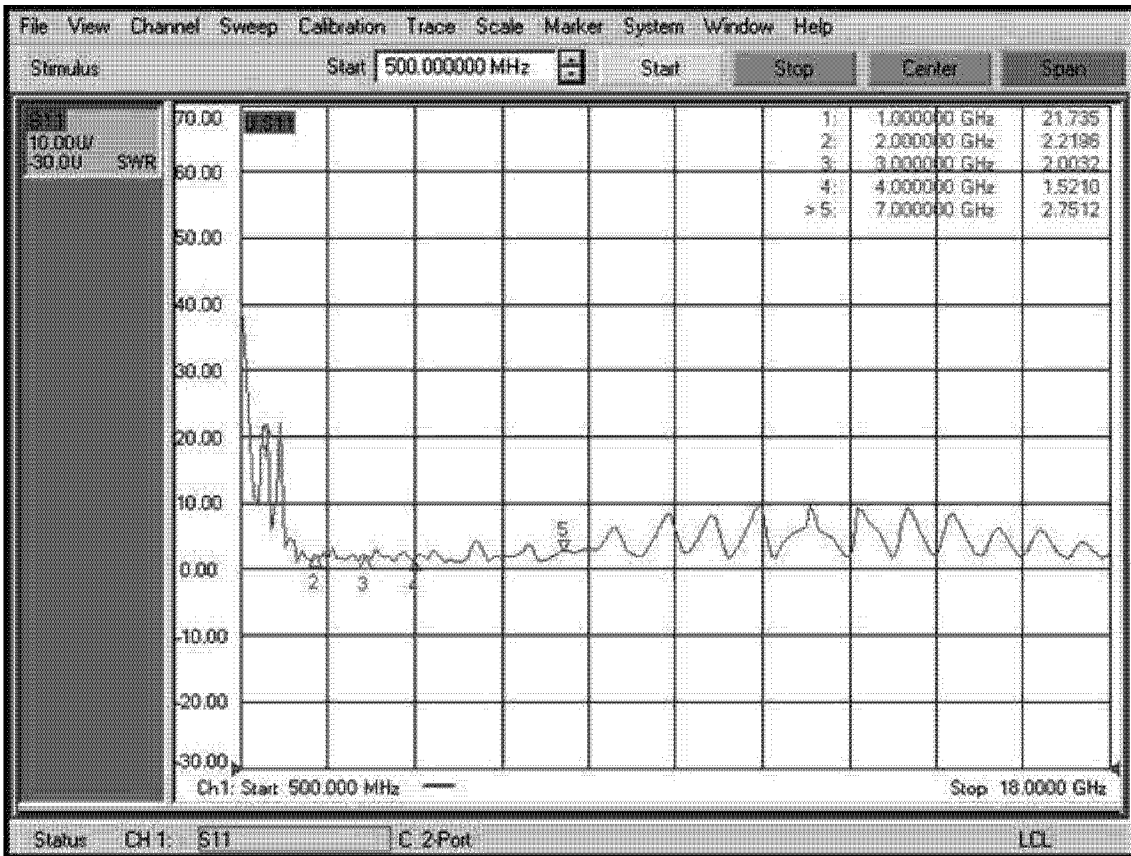 File View Channel Sweep Calibration Trace Scale Marker System Window Help
Stimulus Start 500.000000 MHz Start Stop Center Span
S11
10.00U/
-30.0U SWR
70.00
60.00
50.00
40.00
30.00
20.00
10.00
0.00
-10.00
-20.00
-30.00
S11
1: 1.000000 GHz 21.735
2: 2.000000 GHz 2.2196
3: 3.000000 GHz 2.0032
4: 4.000000 GHz 1.5210
> 5: 7.000000 GHz 2.7512
5
2 3 4
Ch1: Start 500.000 MHz Stop 18.0000 GHz
Status CH 1: S11 C 2-Port LCL